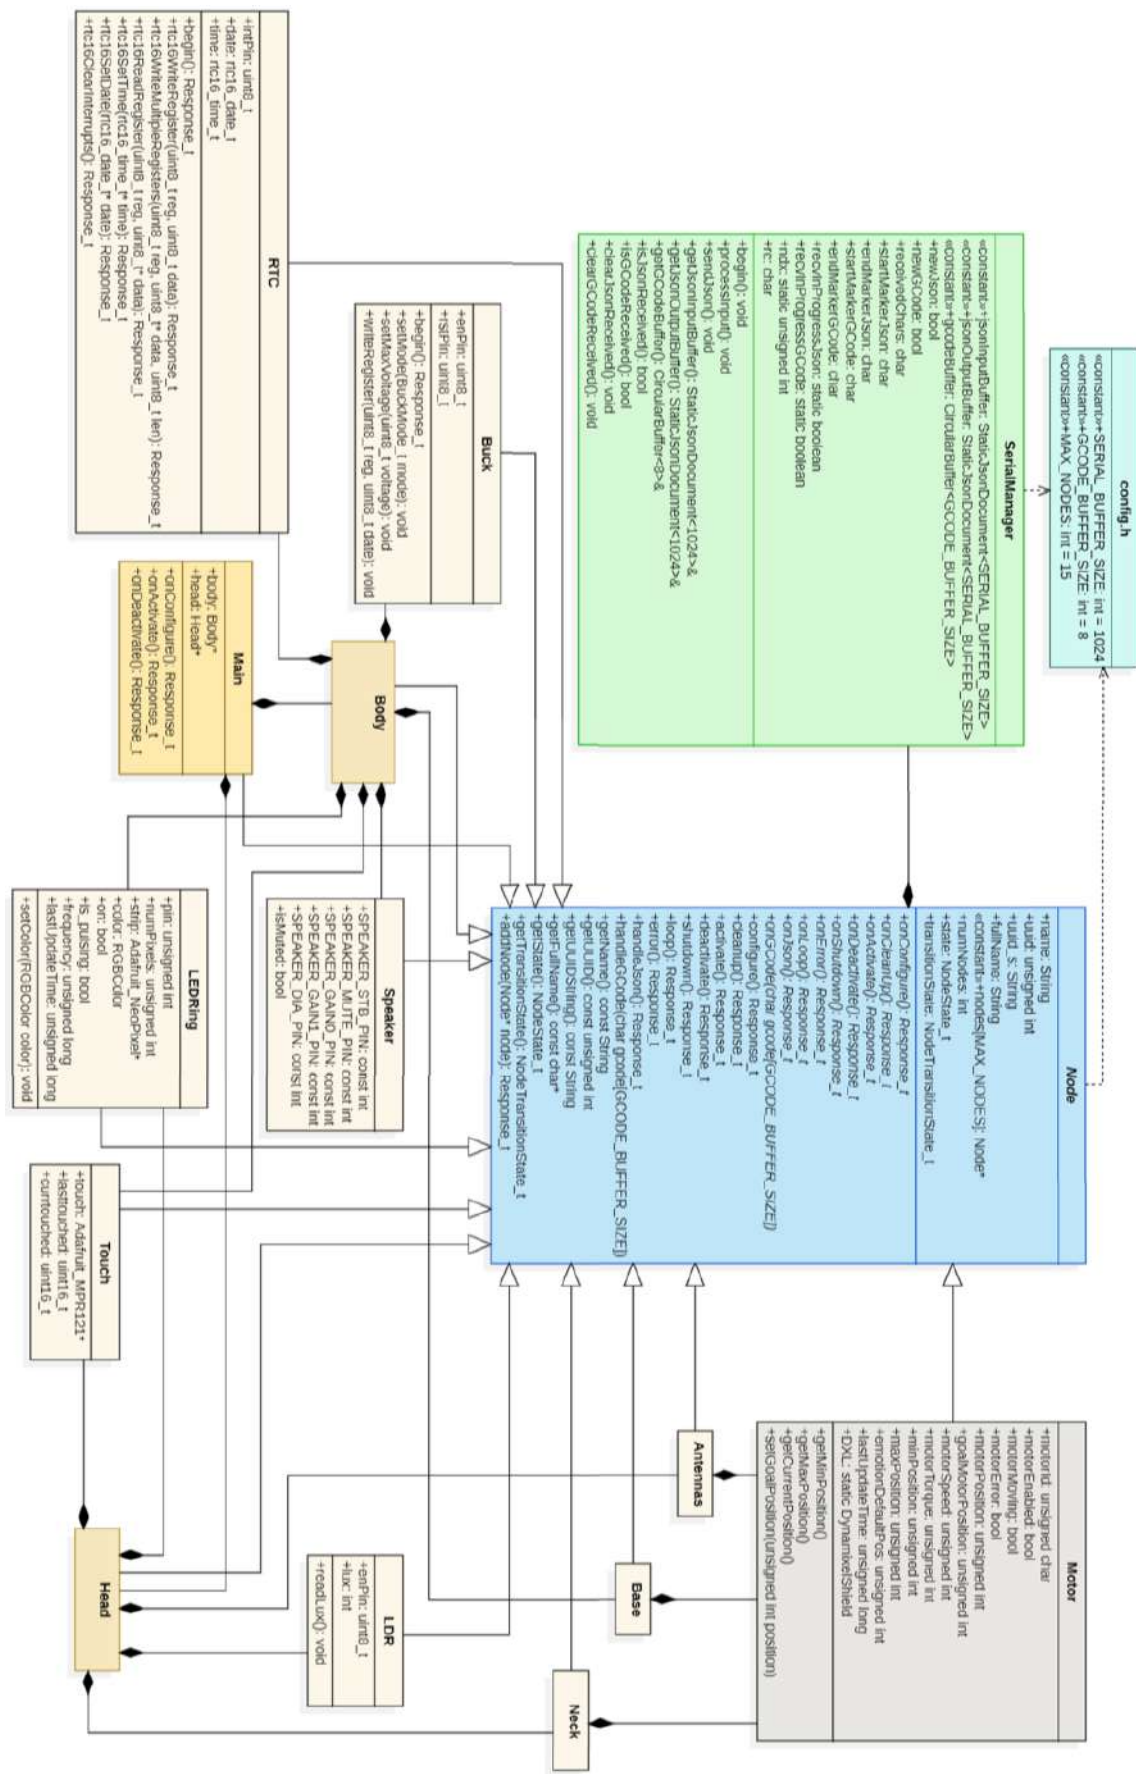 config.h
«constant»+SERIAL_BUFFER_SIZE: int = 1024
«constant»+GCODE_BUFFER_SIZE: int = 8
«constant»+MAX_NODES: int = 15
SerialManager
«constant»+jsonInputBuffer: StaticJsonDocument<SERIAL_BUFFER_SIZE>
«constant»+jsonOutputBuffer: StaticJsonDocument<SERIAL_BUFFER_SIZE>
«constant»+gcodeBuffer: CircularBuffer<GCODE_BUFFER_SIZE>
+newJson: bool
+newGCode: bool
+receivedChars: char
+startMarkerJson: char
+endMarkerJson: char
+startMarkerGCode: char
+endMarkerGCode: char
+recvInProgressJson: static boolean
+recvInProgressGCode: static boolean
+ndx: static unsigned int
+rc: char
+begin(): void
+processInput(): void
+sendJson(): void
+getJsonInputBuffer(): StaticJsonDocument<1024>&
+getJsonOutputBuffer(): StaticJsonDocument<1024>&
+getGCodeBuffer(): CircularBuffer<8>&
+isJsonReceived(): bool
+isGCodeReceived(): bool
+clearJsonReceived(): void
+clearGCodeReceived(): void
Node
+name: String
+uuid: unsigned int
+uuid_s: String
+fullName: String
«constant»+nodes[MAX_NODES]: Node*
+numNodes: int
+state: NodeState_t
+transitionState: NodeTransitionState_t
+onConfigure(): Response_t
+onCleanUp(): Response_t
+onActivate(): Response_t
+onDeactivate(): Response_t
+onShutdown(): Response_t
+onError(): Response_t
+onLoop(): Response_t
+onJson(): Response_t
+onGCode(char gcode[GCODE_BUFFER_SIZE])
+configure(): Response_t
+cleanup(): Response_t
+activate(): Response_t
+deactivate(): Response_t
+shutdown(): Response_t
+loop(): Response_t
+error(): Response_t
+handleJson(): Response_t
+handleGCode(char gcode[GCODE_BUFFER_SIZE])
+getName(): const String
+getUUID(): const unsigned int
+getUUIDString(): const String
+getFullName(): const char*
+getState(): NodeState_t
+getTransitionState(): NodeTransitionState_t
+addNode(Node* node): Response_t
Motor
+motorId: unsigned char
+motorEnabled: bool
+motorMoving: bool
+motorError: bool
+motorPosition: unsigned int
+goalMotorPosition: unsigned int
+motorSpeed: unsigned int
+motorTorque: unsigned int
+minPosition: unsigned int
+maxPosition: unsigned int
+emotionDefaultPos: unsigned int
+lastUpdateTime: unsigned long
+DXL: static DynamixelShield
+getMinPosition()
+getMaxPosition()
+getCurrentPosition()
+setGoalPosition(unsigned int position)
RTC
+intPin: uint8_t
+date: rtc16_date_t
+time: rtc16_time_t
+begin(): Response_t
+rtc16WriteRegister(uint8_t reg, uint8_t data): Response_t
+rtc16WriteMultipleRegisters(uint8_t reg, uint8_t* data, uint8_t len): Response_t
+rtc16ReadRegister(uint8_t reg, uint8_t* data): Response_t
+rtc16SetTime(rtc16_time_t* time): Response_t
+rtc16SetDate(rtc16_date_t* date): Response_t
+rtc16ClearInterrupts(): Response_t
Buck
+enPin: uint8_t
+rstPin: uint8_t
+begin(): Response_t
+setMode(BuckMode_t mode): void
+setMaxVoltage(uint8_t voltage): void
+writeRegister(uint8_t reg, uint8_t date): void
Body
Main
+body: Body*
+head: Head*
+onConfigure(): Response_t
+onActivate(): Response_t
+onDeactivate(): Response_t
Speaker
+SPEAKER_STB_PIN: const int
+SPEAKER_MUTE_PIN: const int
+SPEAKER_GAIN0_PIN: const int
+SPEAKER_GAIN1_PIN: const int
+SPEAKER_DIA_PIN: const int
+isMuted: bool
LEDRing
+pin: unsigned int
+numPixels: unsigned int
+strip: Adafruit_NeoPixel*
+color: RGBColor
+on: bool
+is_pulsing: bool
+frequency: unsigned long
+lastUpdateTime: unsigned long
+setColor(RGBColor color): void
Touch
+touch: Adafruit_MPR121*
+lasttouched: uint16_t
+currtouched: uint16_t
Antennas
Base
Neck
LDR
+enPin: uint8_t
+lux: int
+readLux(): void
Head